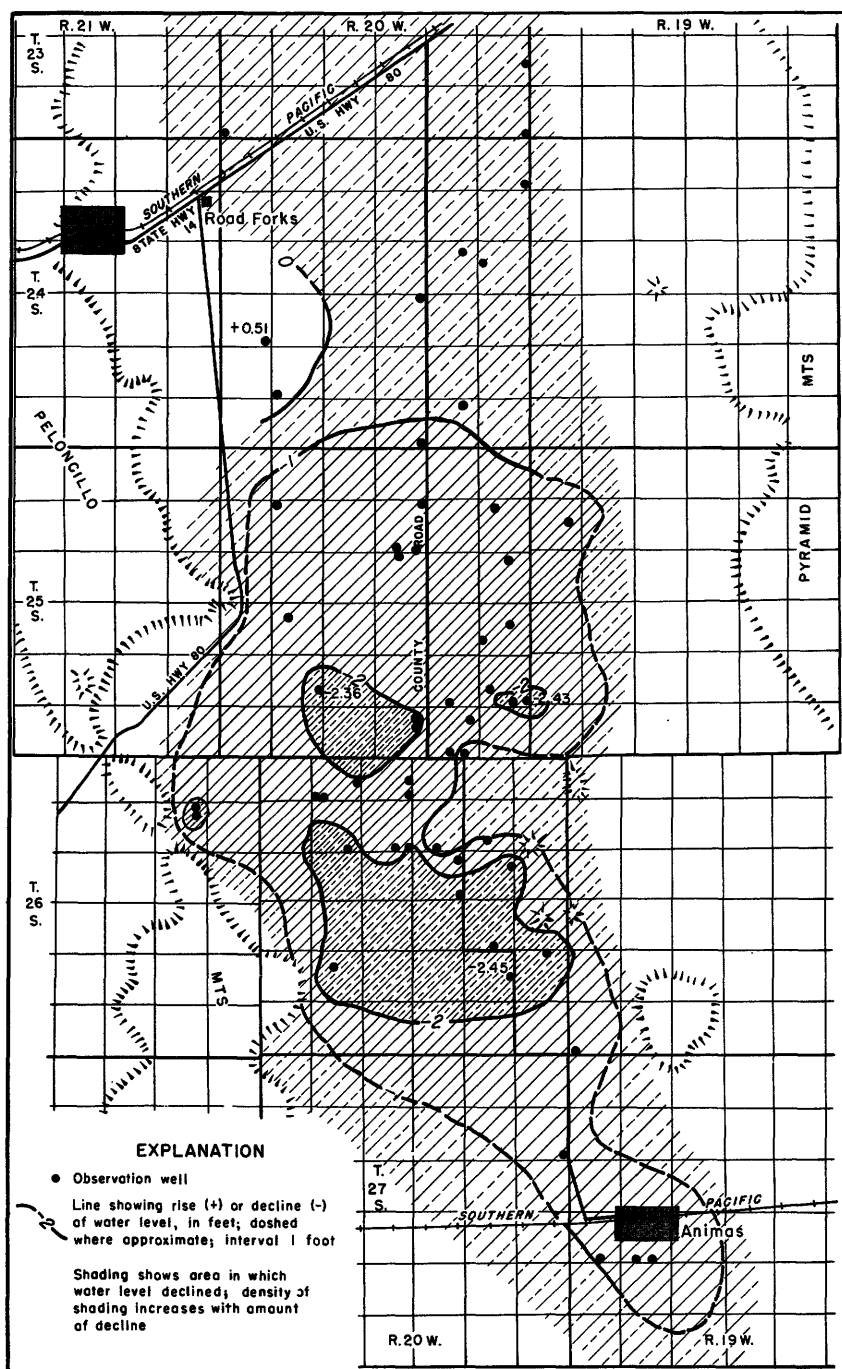 R. 21 W.
R. 20 W.
R. 19 W.
T.
23
S.
PACIFIC
U.S. HWY 80
SOUTHERN
STATE HWY
14
Road Forks
T.
24
S.
0
+0.51
MTS
PELONCILLO
-1
ROAD
PYRAMID
T.
25
S.
COUNTY
U.S. HWY 80
-2
-2.36
-2
-2.43
T.
26
S.
MTS
-2.45
-2
EXPLANATION
Observation well
-2
Line showing rise (+) or decline (-)
of water level, in feet; dashed
where approximate; interval 1 foot
Shading shows area in which
water level declined; density of
shading increases with amount
of decline
T.
27
S.
SOUTHERN
PACIFIC
Animas
R. 20 W.
R. 19 W.